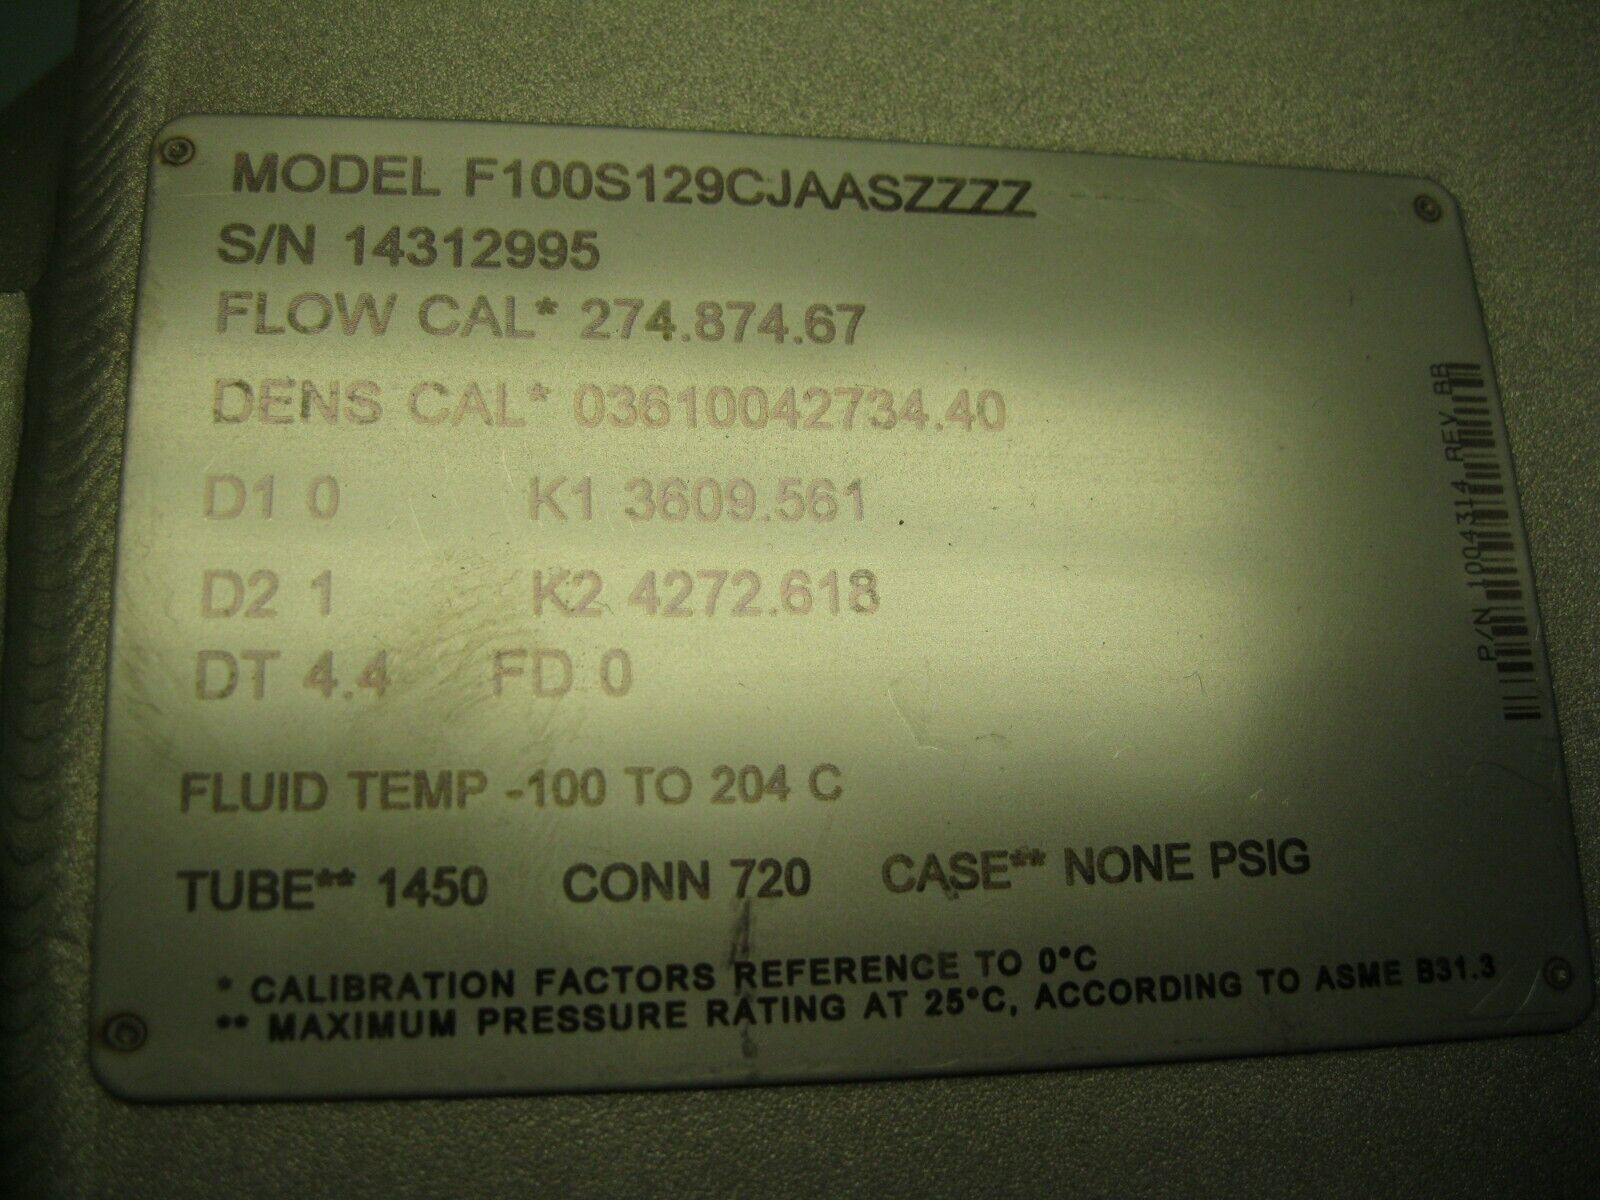 MODEL F100S129CJAASZZZZ
S/N 14312995
FLOW CAL* 274.874.67
DENS CAL* 03610042734.40
D1 0 K1 3609.561
D2 1 K2 4272.618
DT 4.4 FD 0
FLUID TEMP -100 TO 204 C
TUBE** 1450 CONN 720 CASE** NONE PSIG
* CALIBRATION FACTORS REFERENCE TO 0°C
** MAXIMUM PRESSURE RATING AT 25°C, ACCORDING TO ASME B31.3
P/N 1004314 REV BB